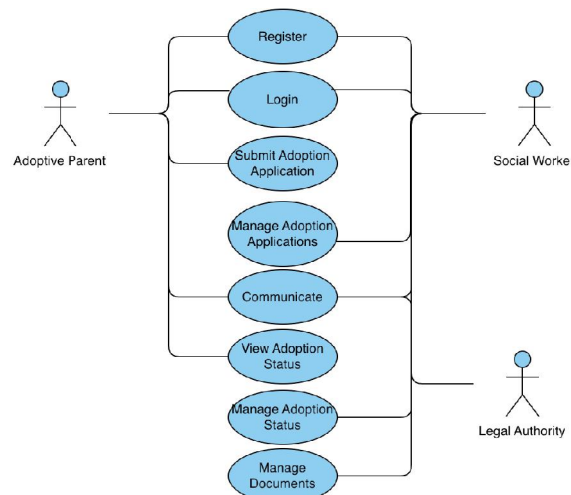 Register
Login
Adoptive Parent
Submit Adoption
Application
Social Worke
Manage Adoption
Applications
Communicate
View Adoption
Status
Manage Adoption
Status
Legal Authority
Manage
Documents